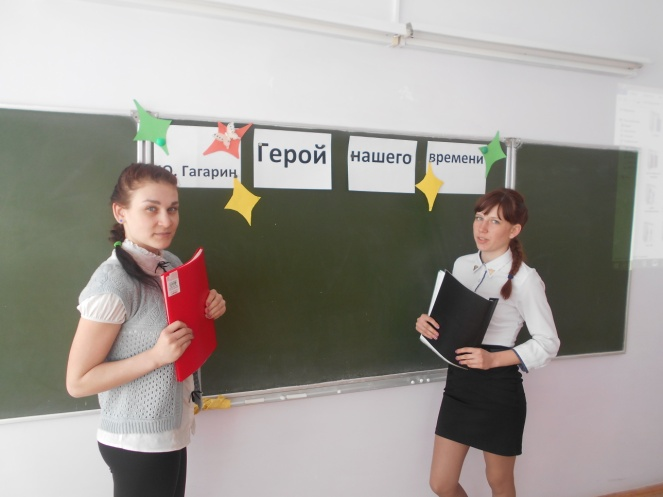 Ю. Гагарин
Герой
нашего
времени